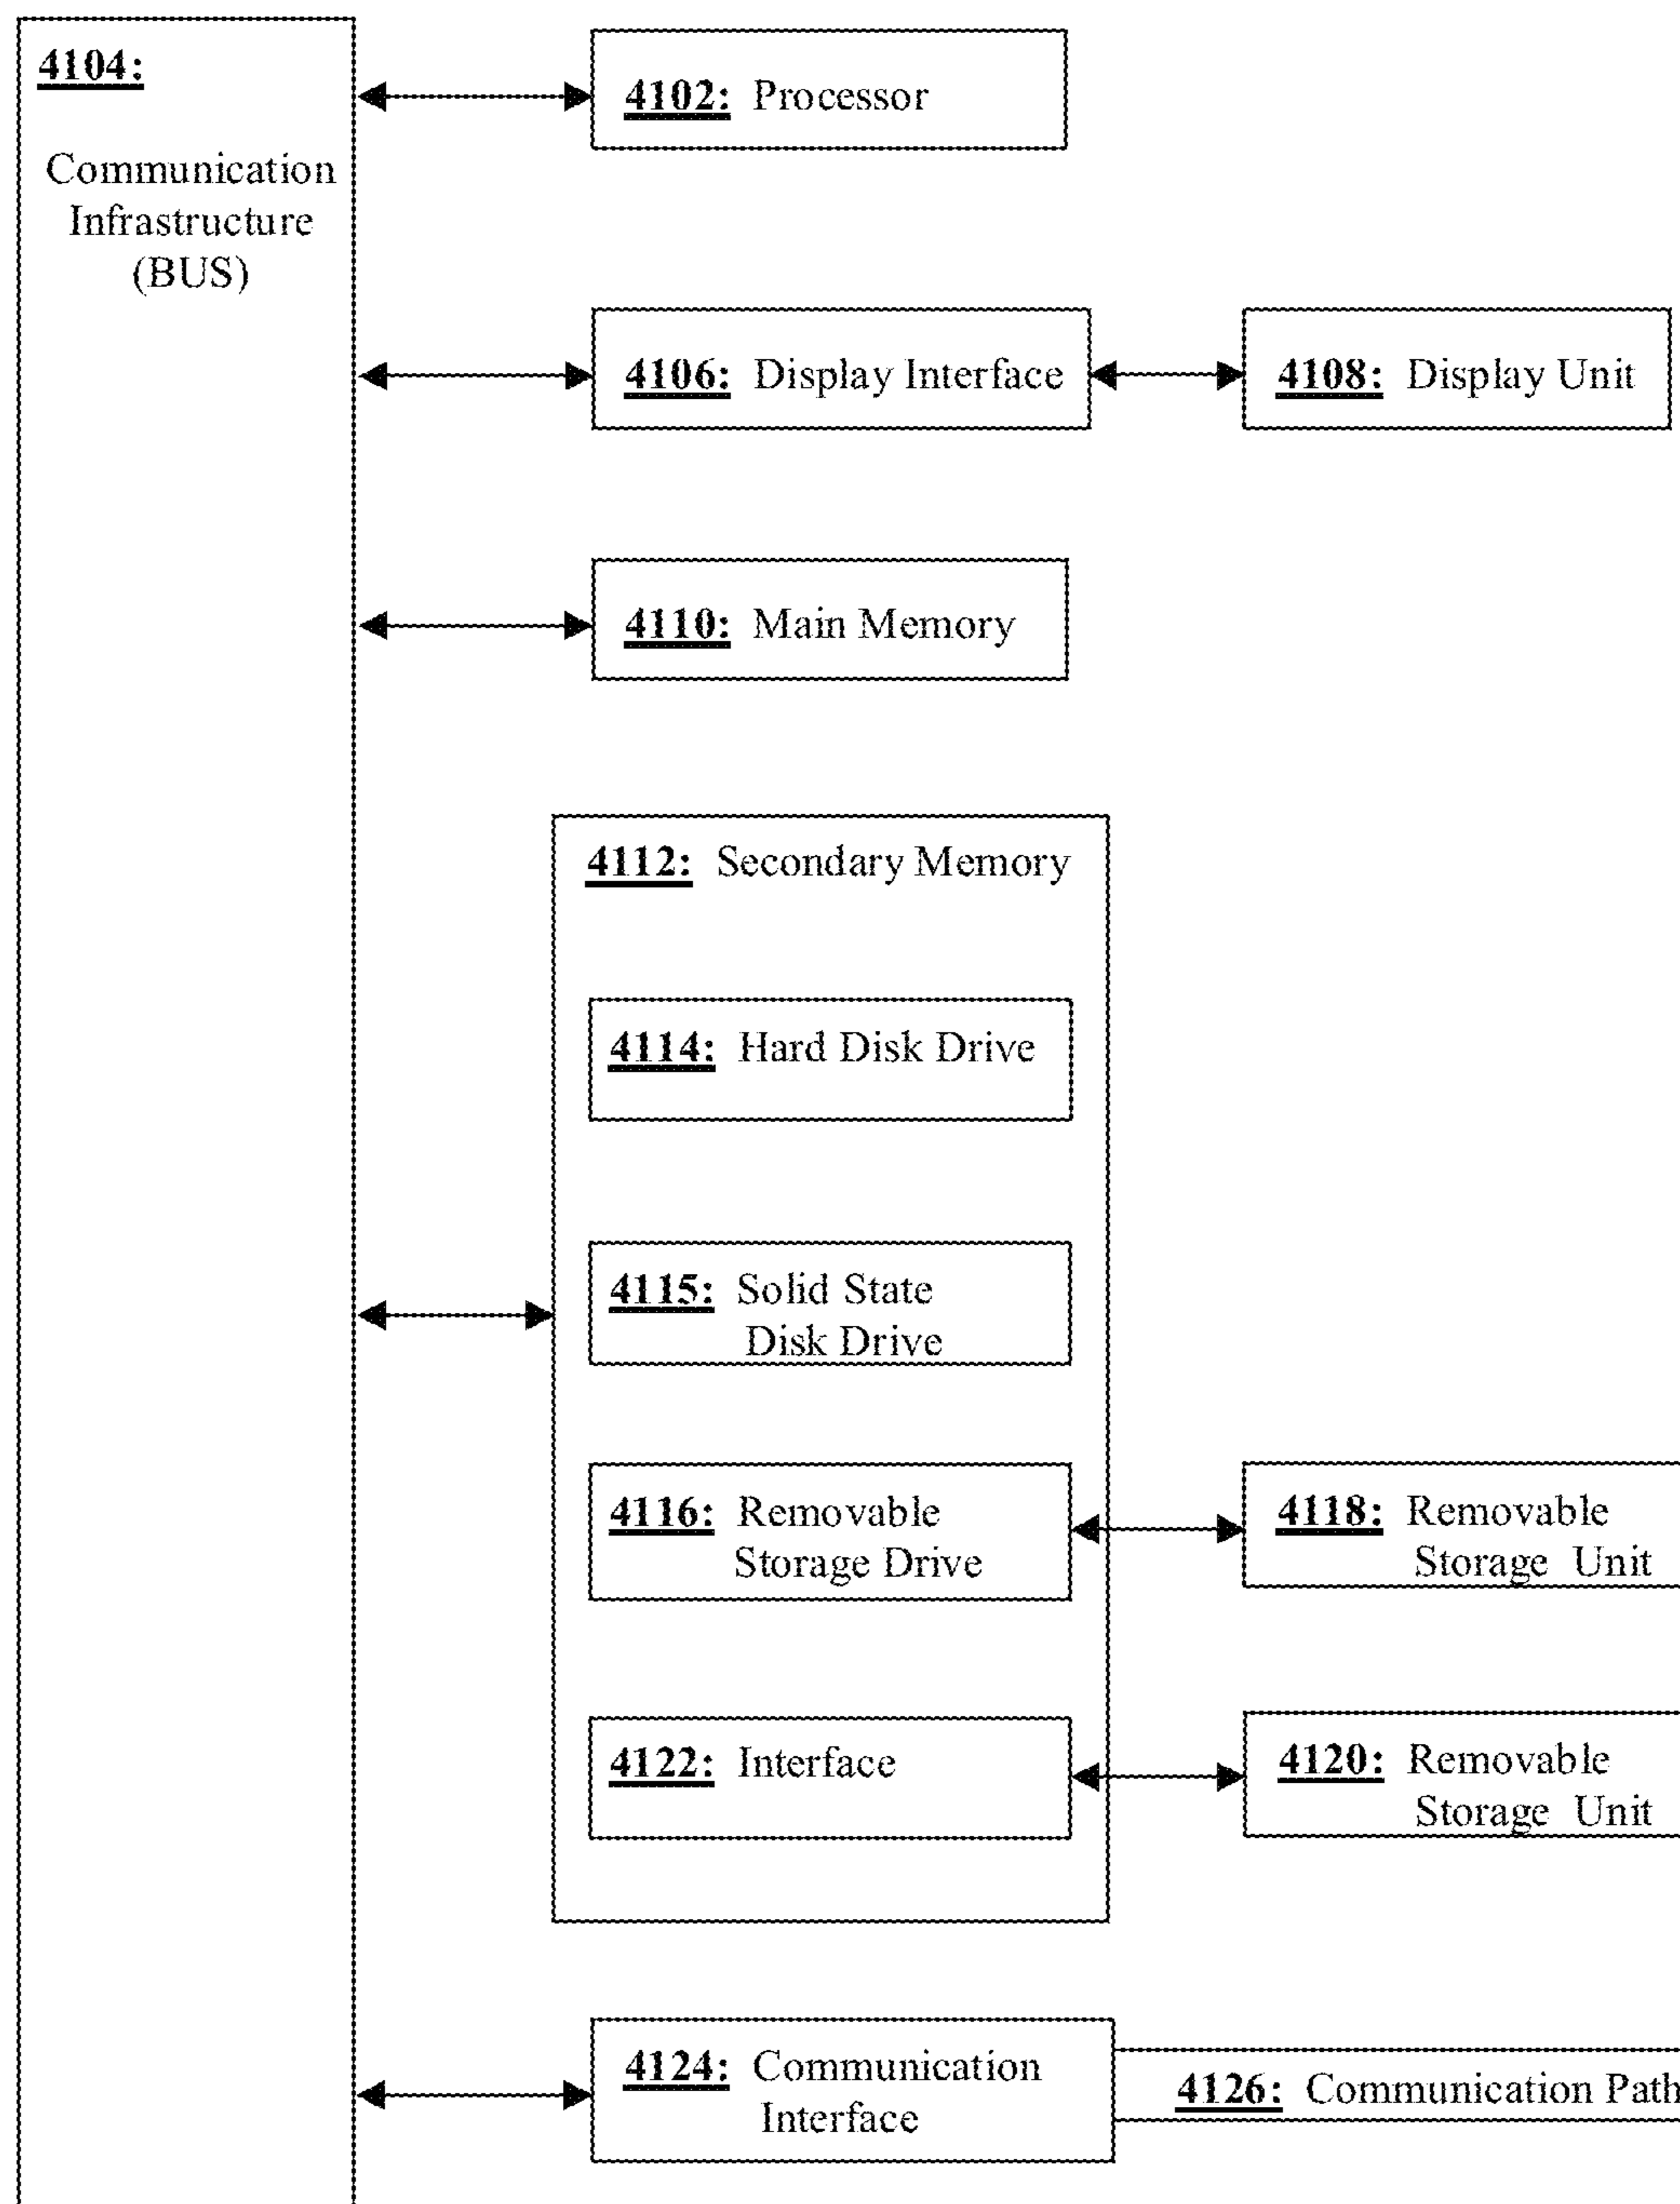 4104:
Communication
Infrastructure
(BUS)
4102: Processor
4106: Display Interface
4108: Display Unit
4110: Main Memory
4112: Secondary Memory
4114: Hard Disk Drive
4115: Solid State
Disk Drive
4116: Removable
Storage Drive
4118: Removable
Storage Unit
4122: Interface
4120: Removable
Storage Unit
4124: Communication
Interface
4126: Communication Path